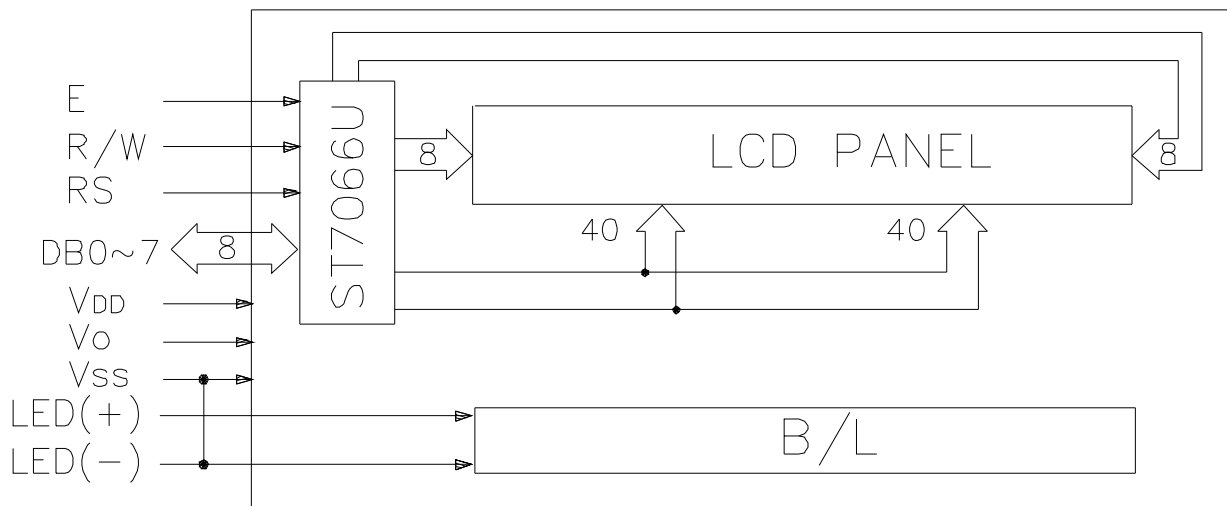 E
R/W
RS
DB0~7
8
VDD
Vo
Vss
LED(+)
LED(-)
ST7066U
8
LCD PANEL
8
40
40
B/L